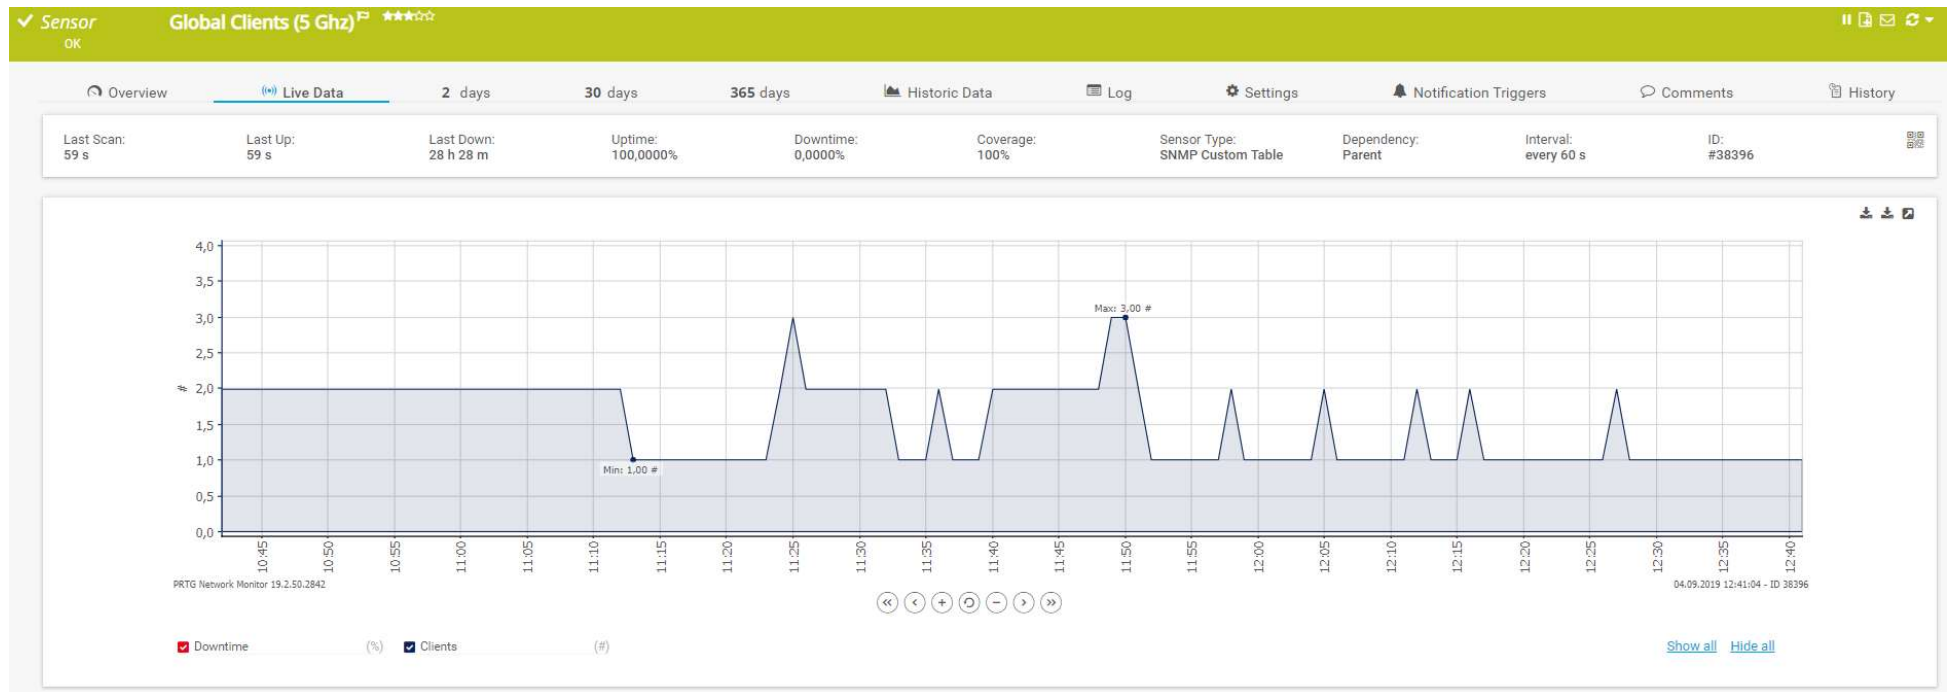 Sensor
Global Clients (5 Ghz)
OK
Overview
Live Data
2 days
30 days
365 days
Historic Data
Log
Settings
Notification Triggers
Comments
History
Last Scan:
59 s
Last Up:
59 s
Last Down:
28 h 28 m
Uptime:
100,0000%
Downtime:
0,0000%
Coverage:
100%
Sensor Type:
SNMP Custom Table
Dependency:
Parent
Interval:
every 60 s
ID:
#38396
4,0
3,5
3,0
2,5
2,0
1,5
1,0
0,5
0,0
#
Max: 3,00 #
Min: 1,00 #
10:45
10:50
10:55
11:00
11:05
11:10
11:15
11:20
11:25
11:30
11:35
11:40
11:45
11:50
11:55
12:00
12:05
12:10
12:15
12:20
12:25
12:30
12:35
12:40
PRTG Network Monitor 19.2.50.2842
04.09.2019 12:41:04 - ID 38396
Downtime (%)
Clients (#)
Show all
Hide all